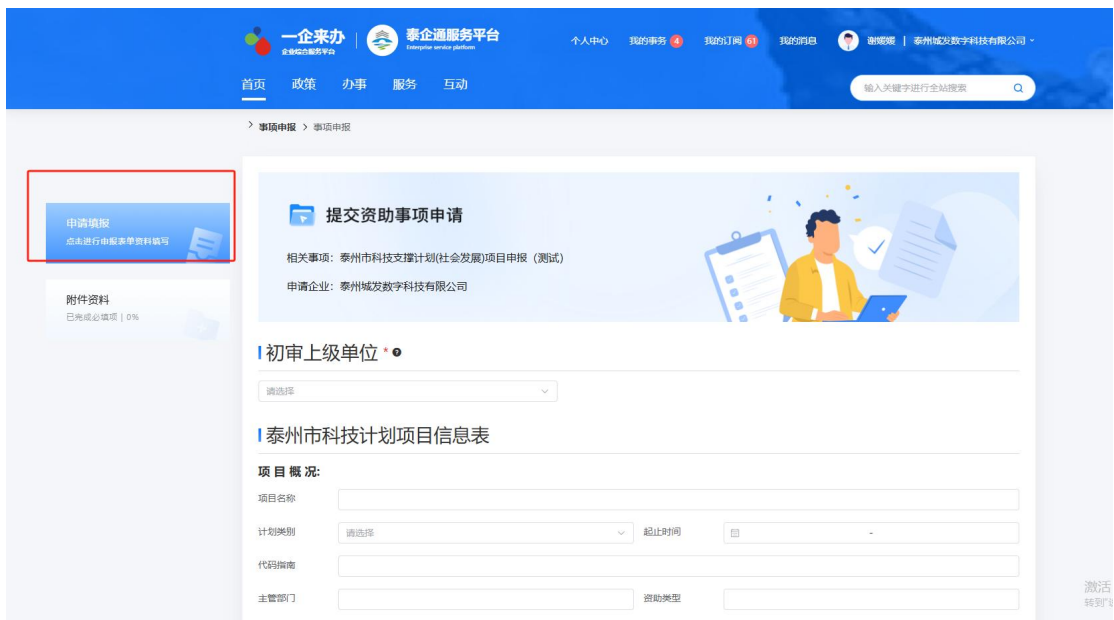 一企来办
企业综合服务平台
泰企通服务平台
Enterprise service platform
个人中心 我的事务 4 我的订阅 61 我的消息 谢媛媛 | 泰州城发数字科技有限公司
首页 政策 办事 服务 互动
输入关键字进行全站搜索
> 事项申报 > 事项申报
申请填报
点击进行申报表单资料填写
附件资料
已完成必填项 | 0%
提交资助事项申请
相关事项：泰州市科技支撑计划(社会发展)项目申报（测试）
申请企业：泰州城发数字科技有限公司
初审上级单位 *
请选择
泰州市科技计划项目信息表
项目概况:
项目名称
计划类别 请选择 起止时间 -
代码指南
主管部门 资助类型
激活
转到"设